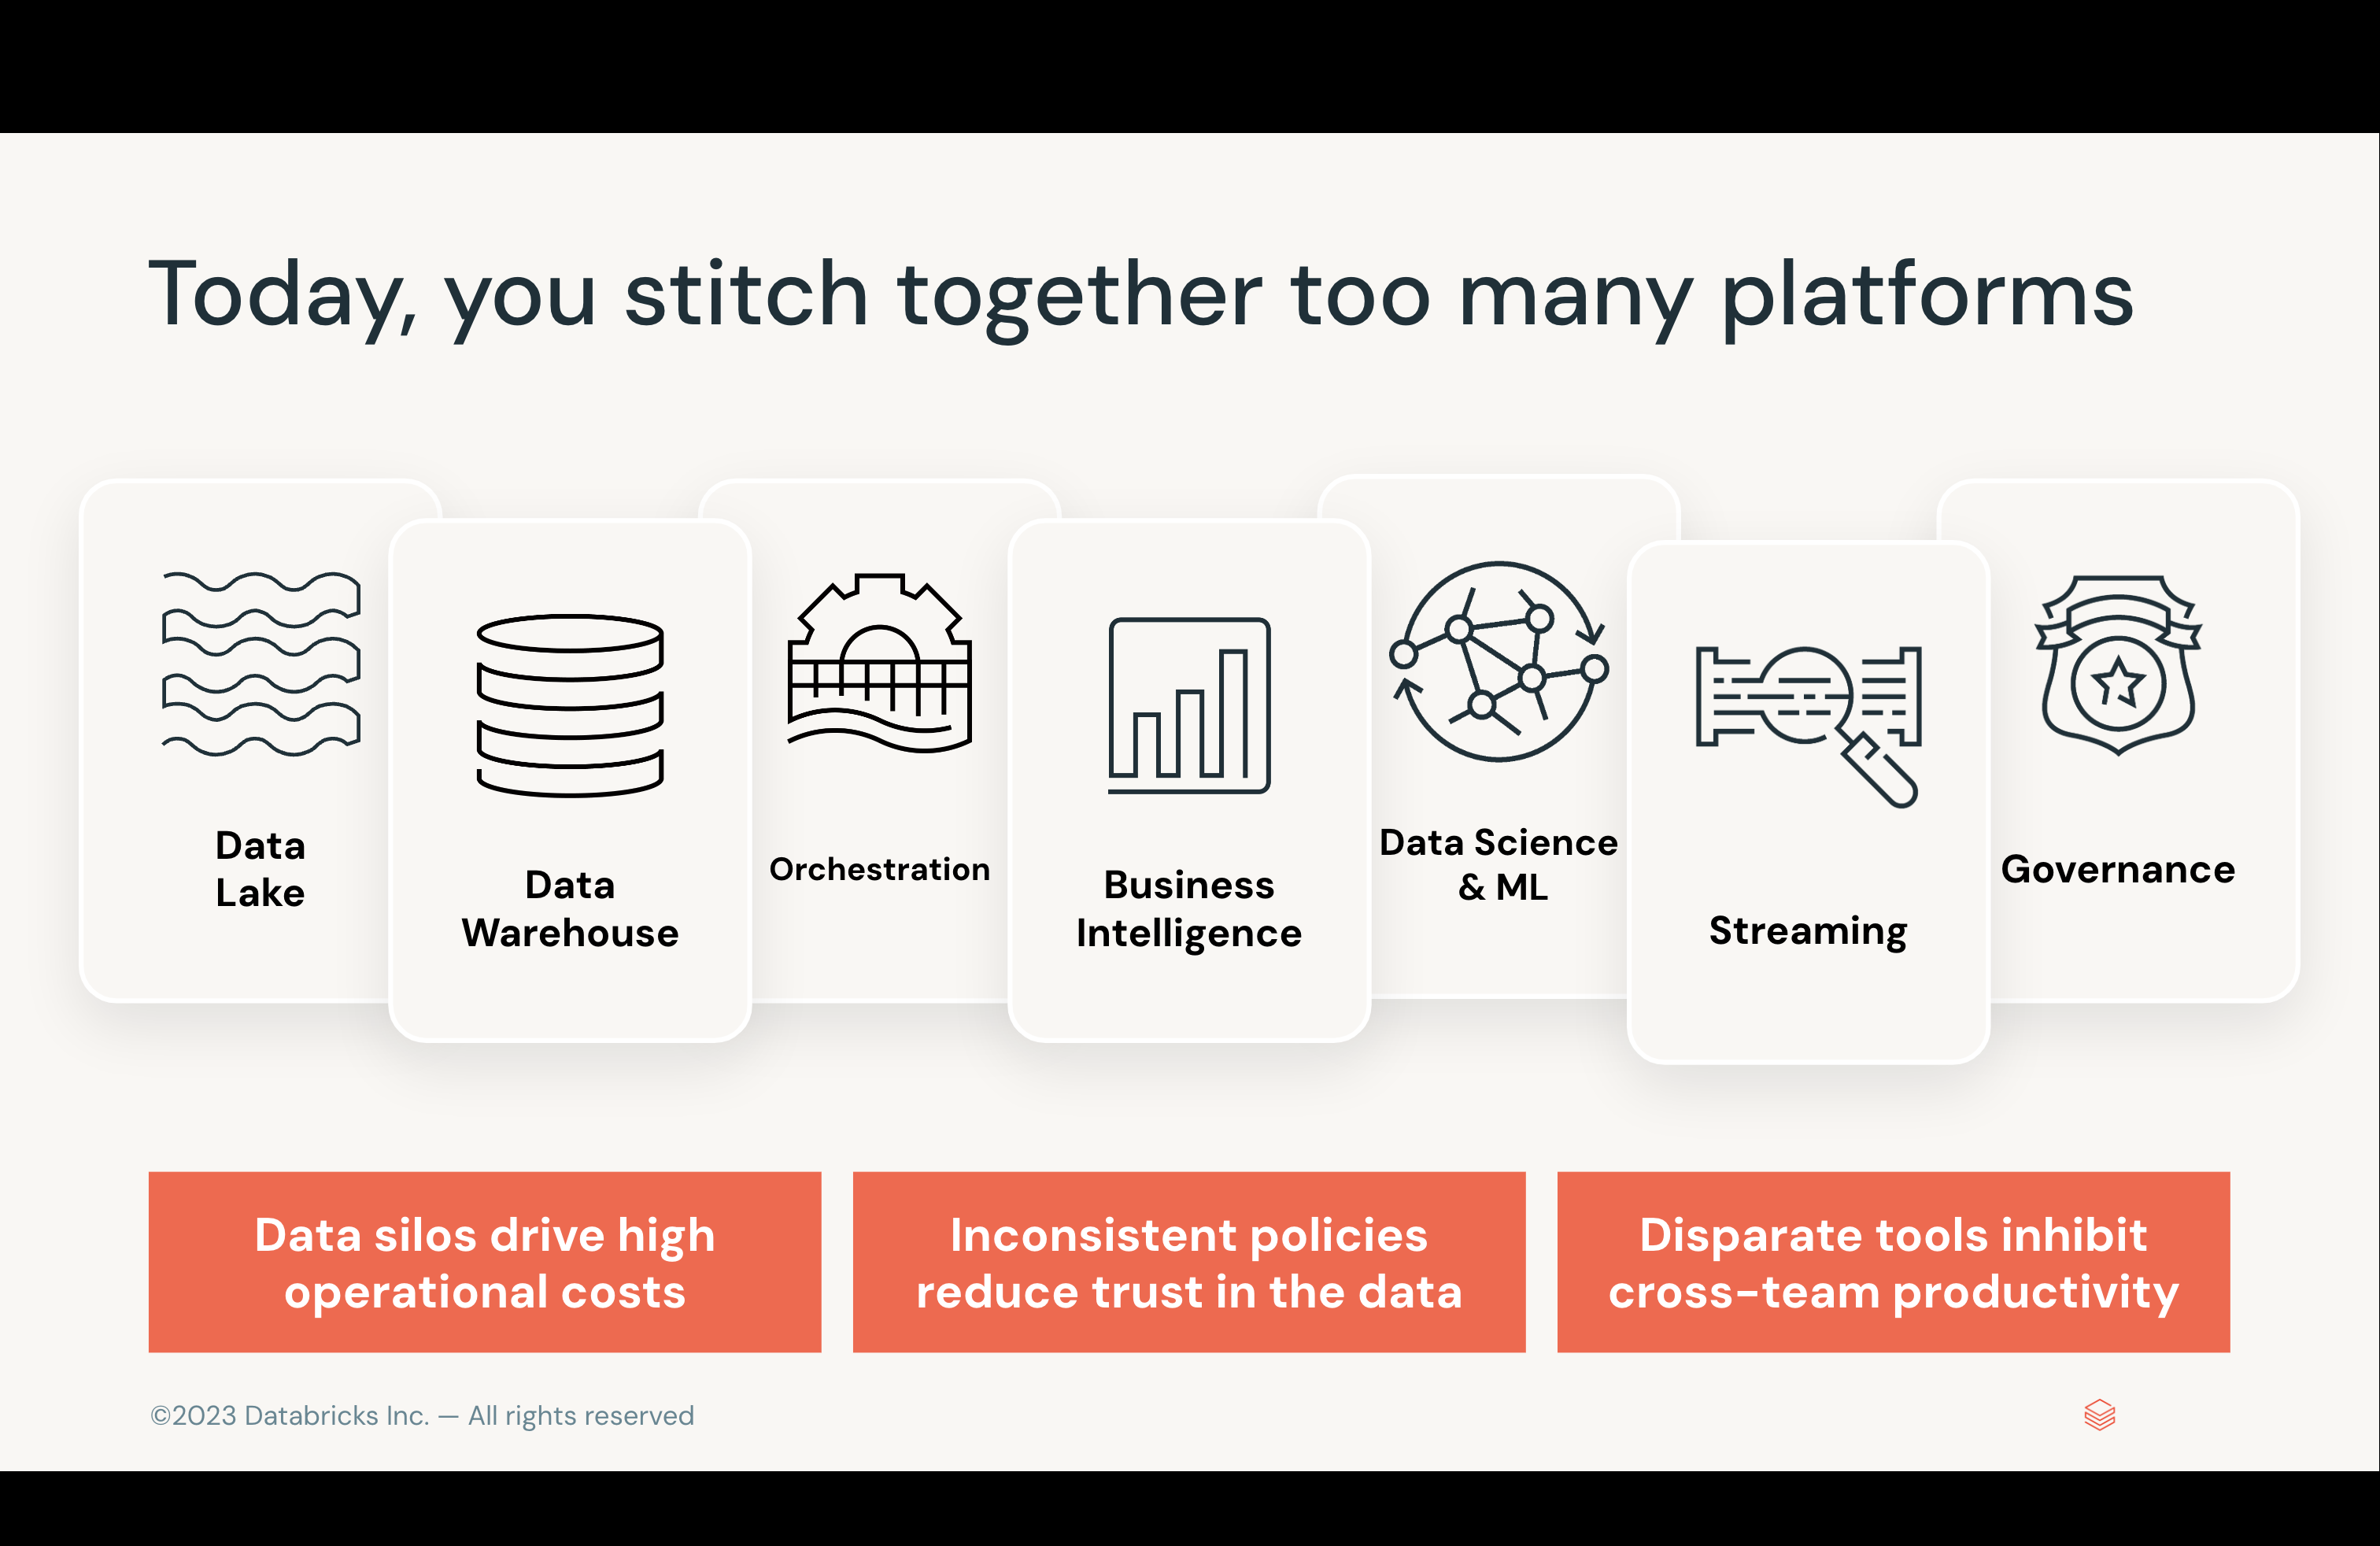 Today, you stitch together too many platforms
Data
Lake
Data
Warehouse
Orchestration
Business
Intelligence
Data Science
& ML
Streaming
Governance
Data silos drive high
operational costs
Inconsistent policies
reduce trust in the data
Disparate tools inhibit
cross-team productivity
©2023 Databricks Inc. — All rights reserved